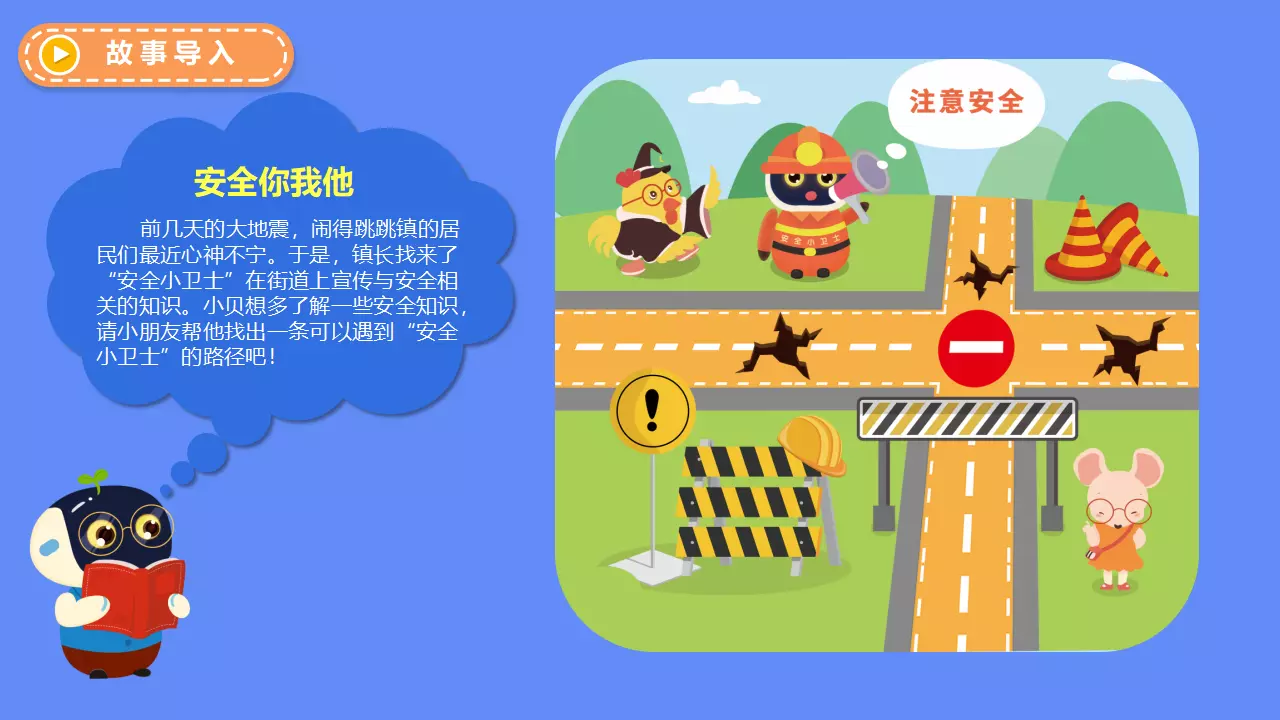 故事导入
安全你我他
前几天的大地震，闹得跳跳镇的居
民们最近心神不宁。于是，镇长找来了
“安全小卫士”在街道上宣传与安全相
关的知识。小贝想多了解一些安全知识，
请小朋友帮他找出一条可以遇到“安全
小卫士”的路径吧！
注意安全
安全小卫士